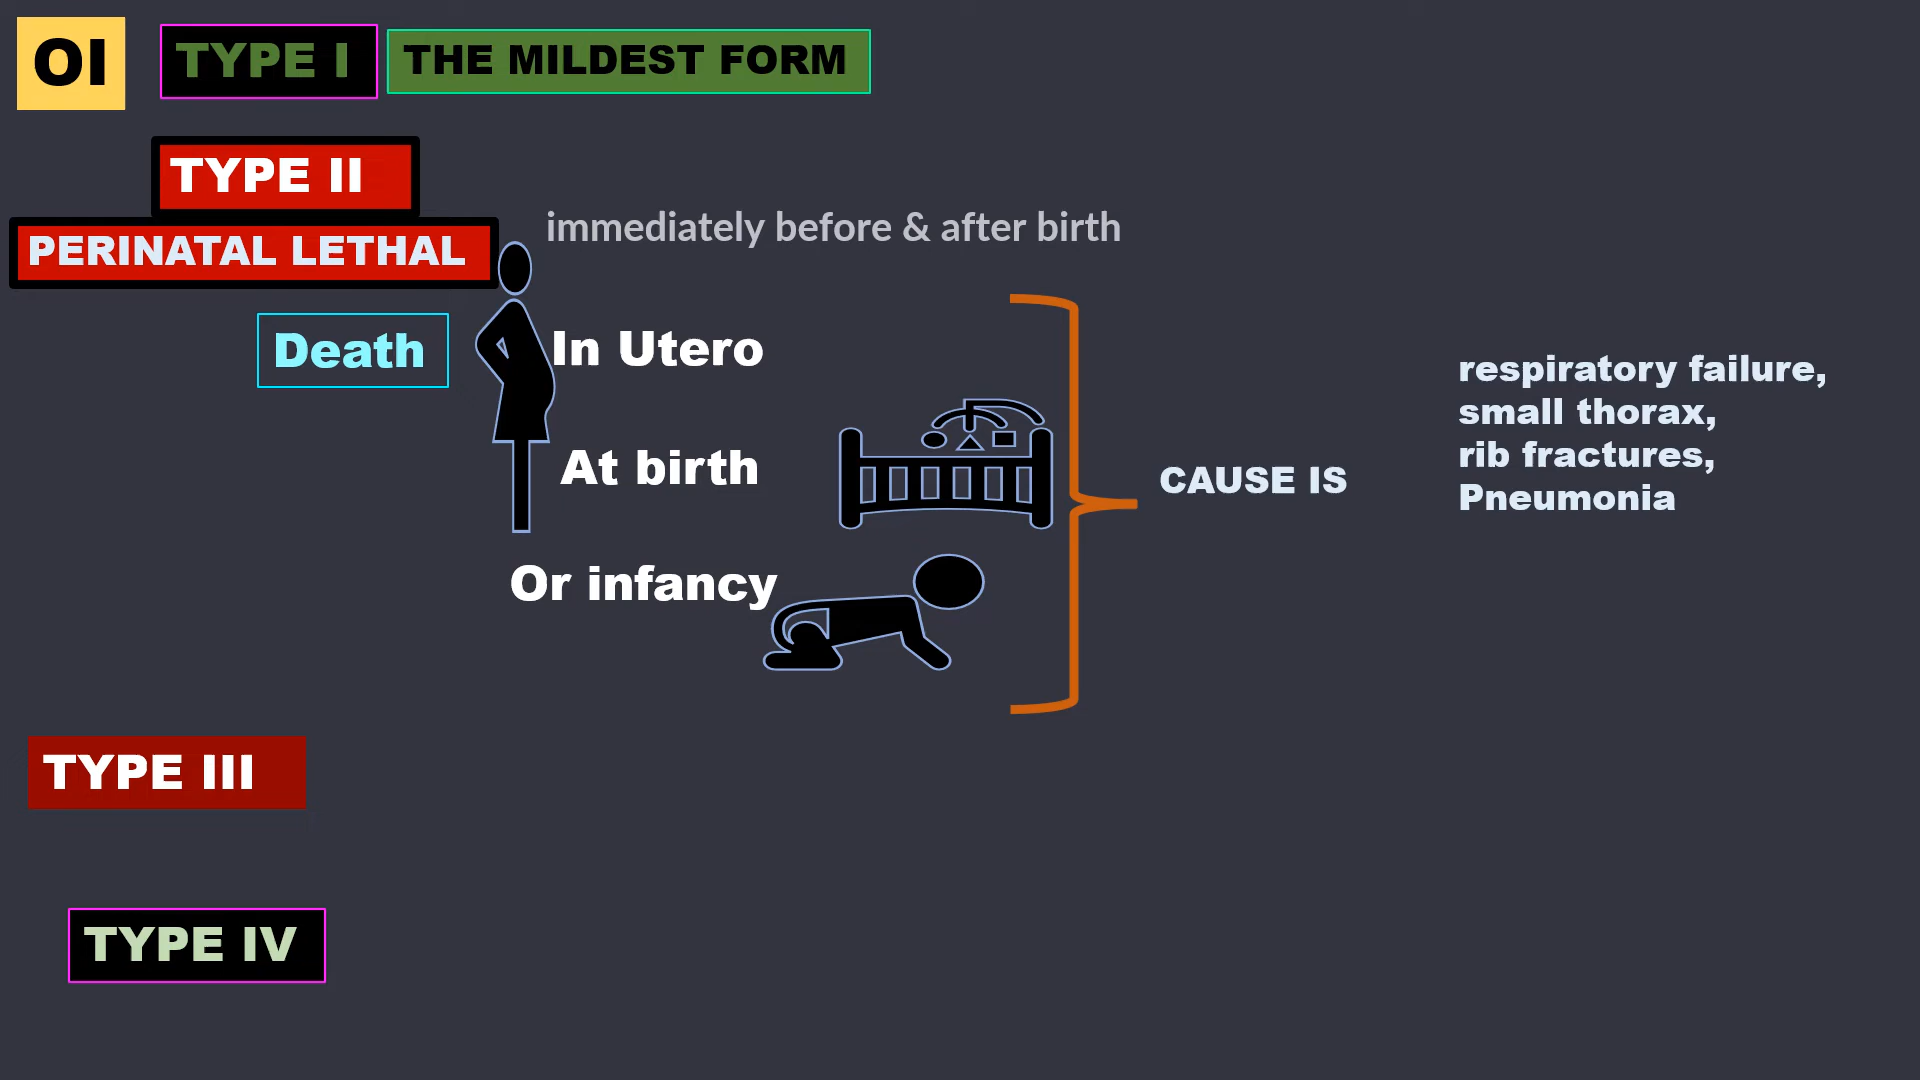 OI
TYPE I
THE MILDEST FORM
TYPE II
PERINATAL LETHAL
immediately before & after birth
Death
In Utero
At birth
Or infancy
CAUSE IS
respiratory failure,
small thorax,
rib fractures,
Pneumonia
TYPE III
TYPE IV